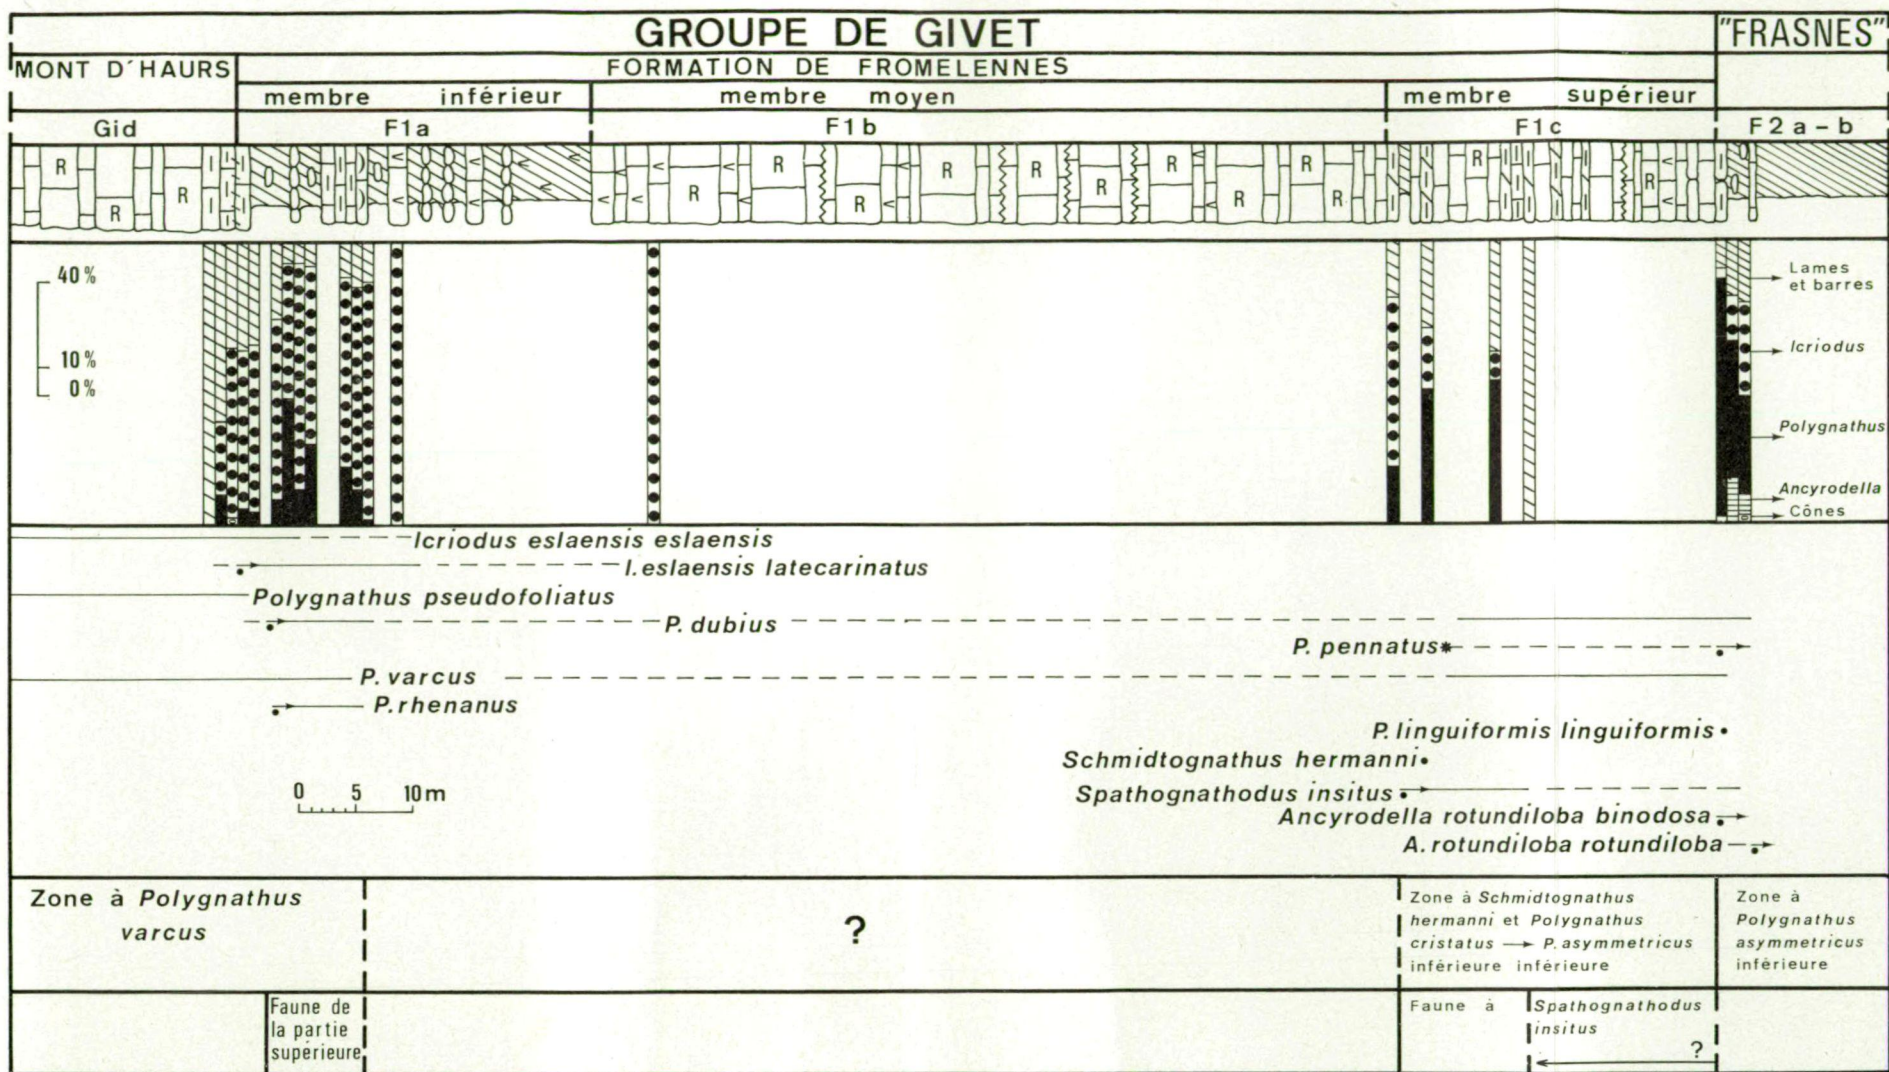 GROUPE DE GIVET
"FRASNES"
MONT D'HAURS
FORMATION DE FROMELENNES
membre inférieur
membre moyen
membre supérieur
Gid
F1a
F1b
F1c
F2a-b
R R R R R R R R R R R R R R R R R
40%
10%
0%
Lames
et barres
Icriodus
Polygnathus
Ancyrodella
Cônes
Icriodus eslaensis eslaensis
I.eslaensis latecarinatus
Polygnathus pseudofoliatus
P. dubius
P. pennatus*
P. varcus
P.rhenanus
P. linguiformis linguiformis
Schmidtognathus hermanni
Spathognathodus insitus
Ancyrodella rotundiloba binodosa
A. rotundiloba rotundiloba
0 5 10m
Zone à Polygnathus
varcus
?
Zone à Schmidtognathus
hermanni et Polygnathus
cristatus → P. asymmetricus
inférieure inférieure
Zone à
Polygnathus
asymmetricus
inférieure
Faune de
la partie
supérieure
Faune à
Spathognathodus
insitus
?